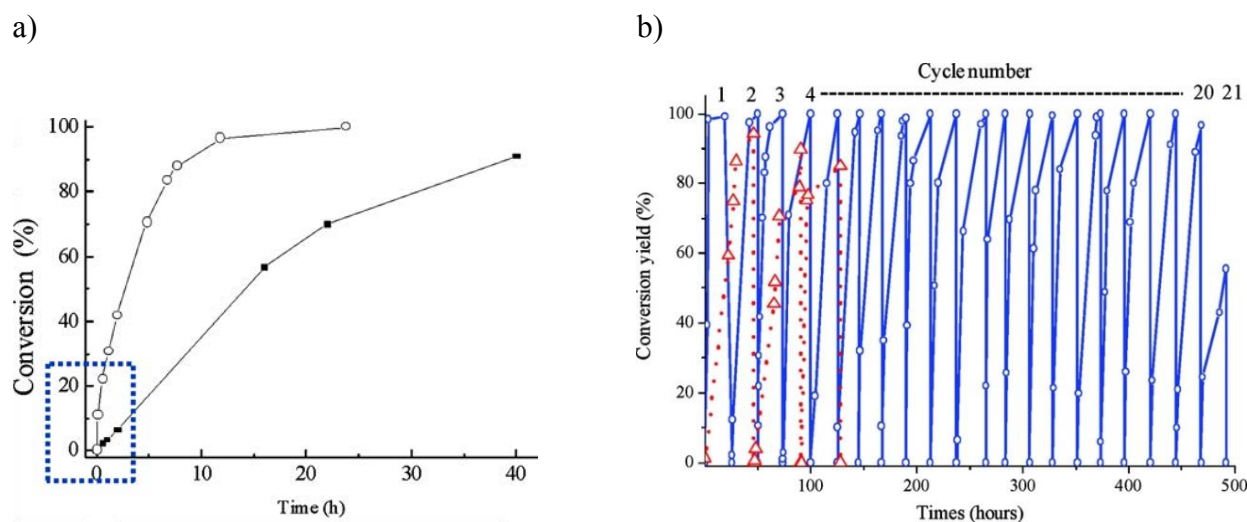 a)
b)
Conversion (%)
100
80
60
40
20
0
0 10 20 30 40
Time (h)
Cycle number
1 2 3 4 20 21
Conversion yield (%)
100
80
60
40
20
0
100 200 300 400 500
Times (hours)